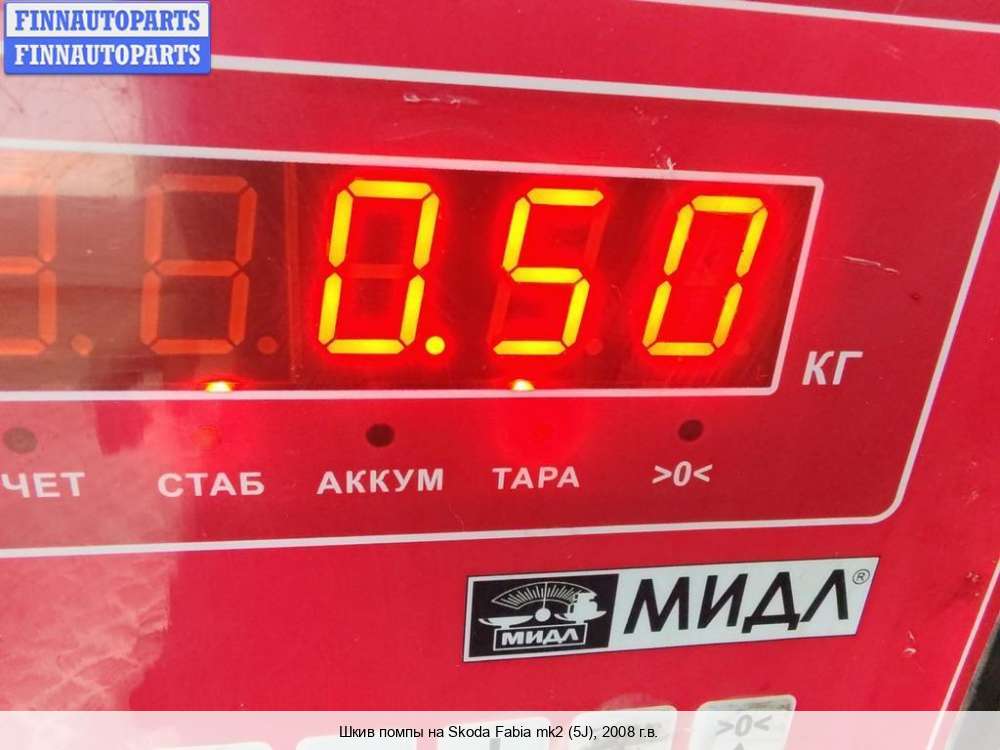 FINNAUTOPARTS
FINNAUTOPARTS
0.50
КГ
ЧЕТ СТАБ АККУМ ТАРА >0<
МИДЛ МИДЛ®
>0<
Шкив помпы на Skoda Fabia mk2 (5J), 2008 г.в.